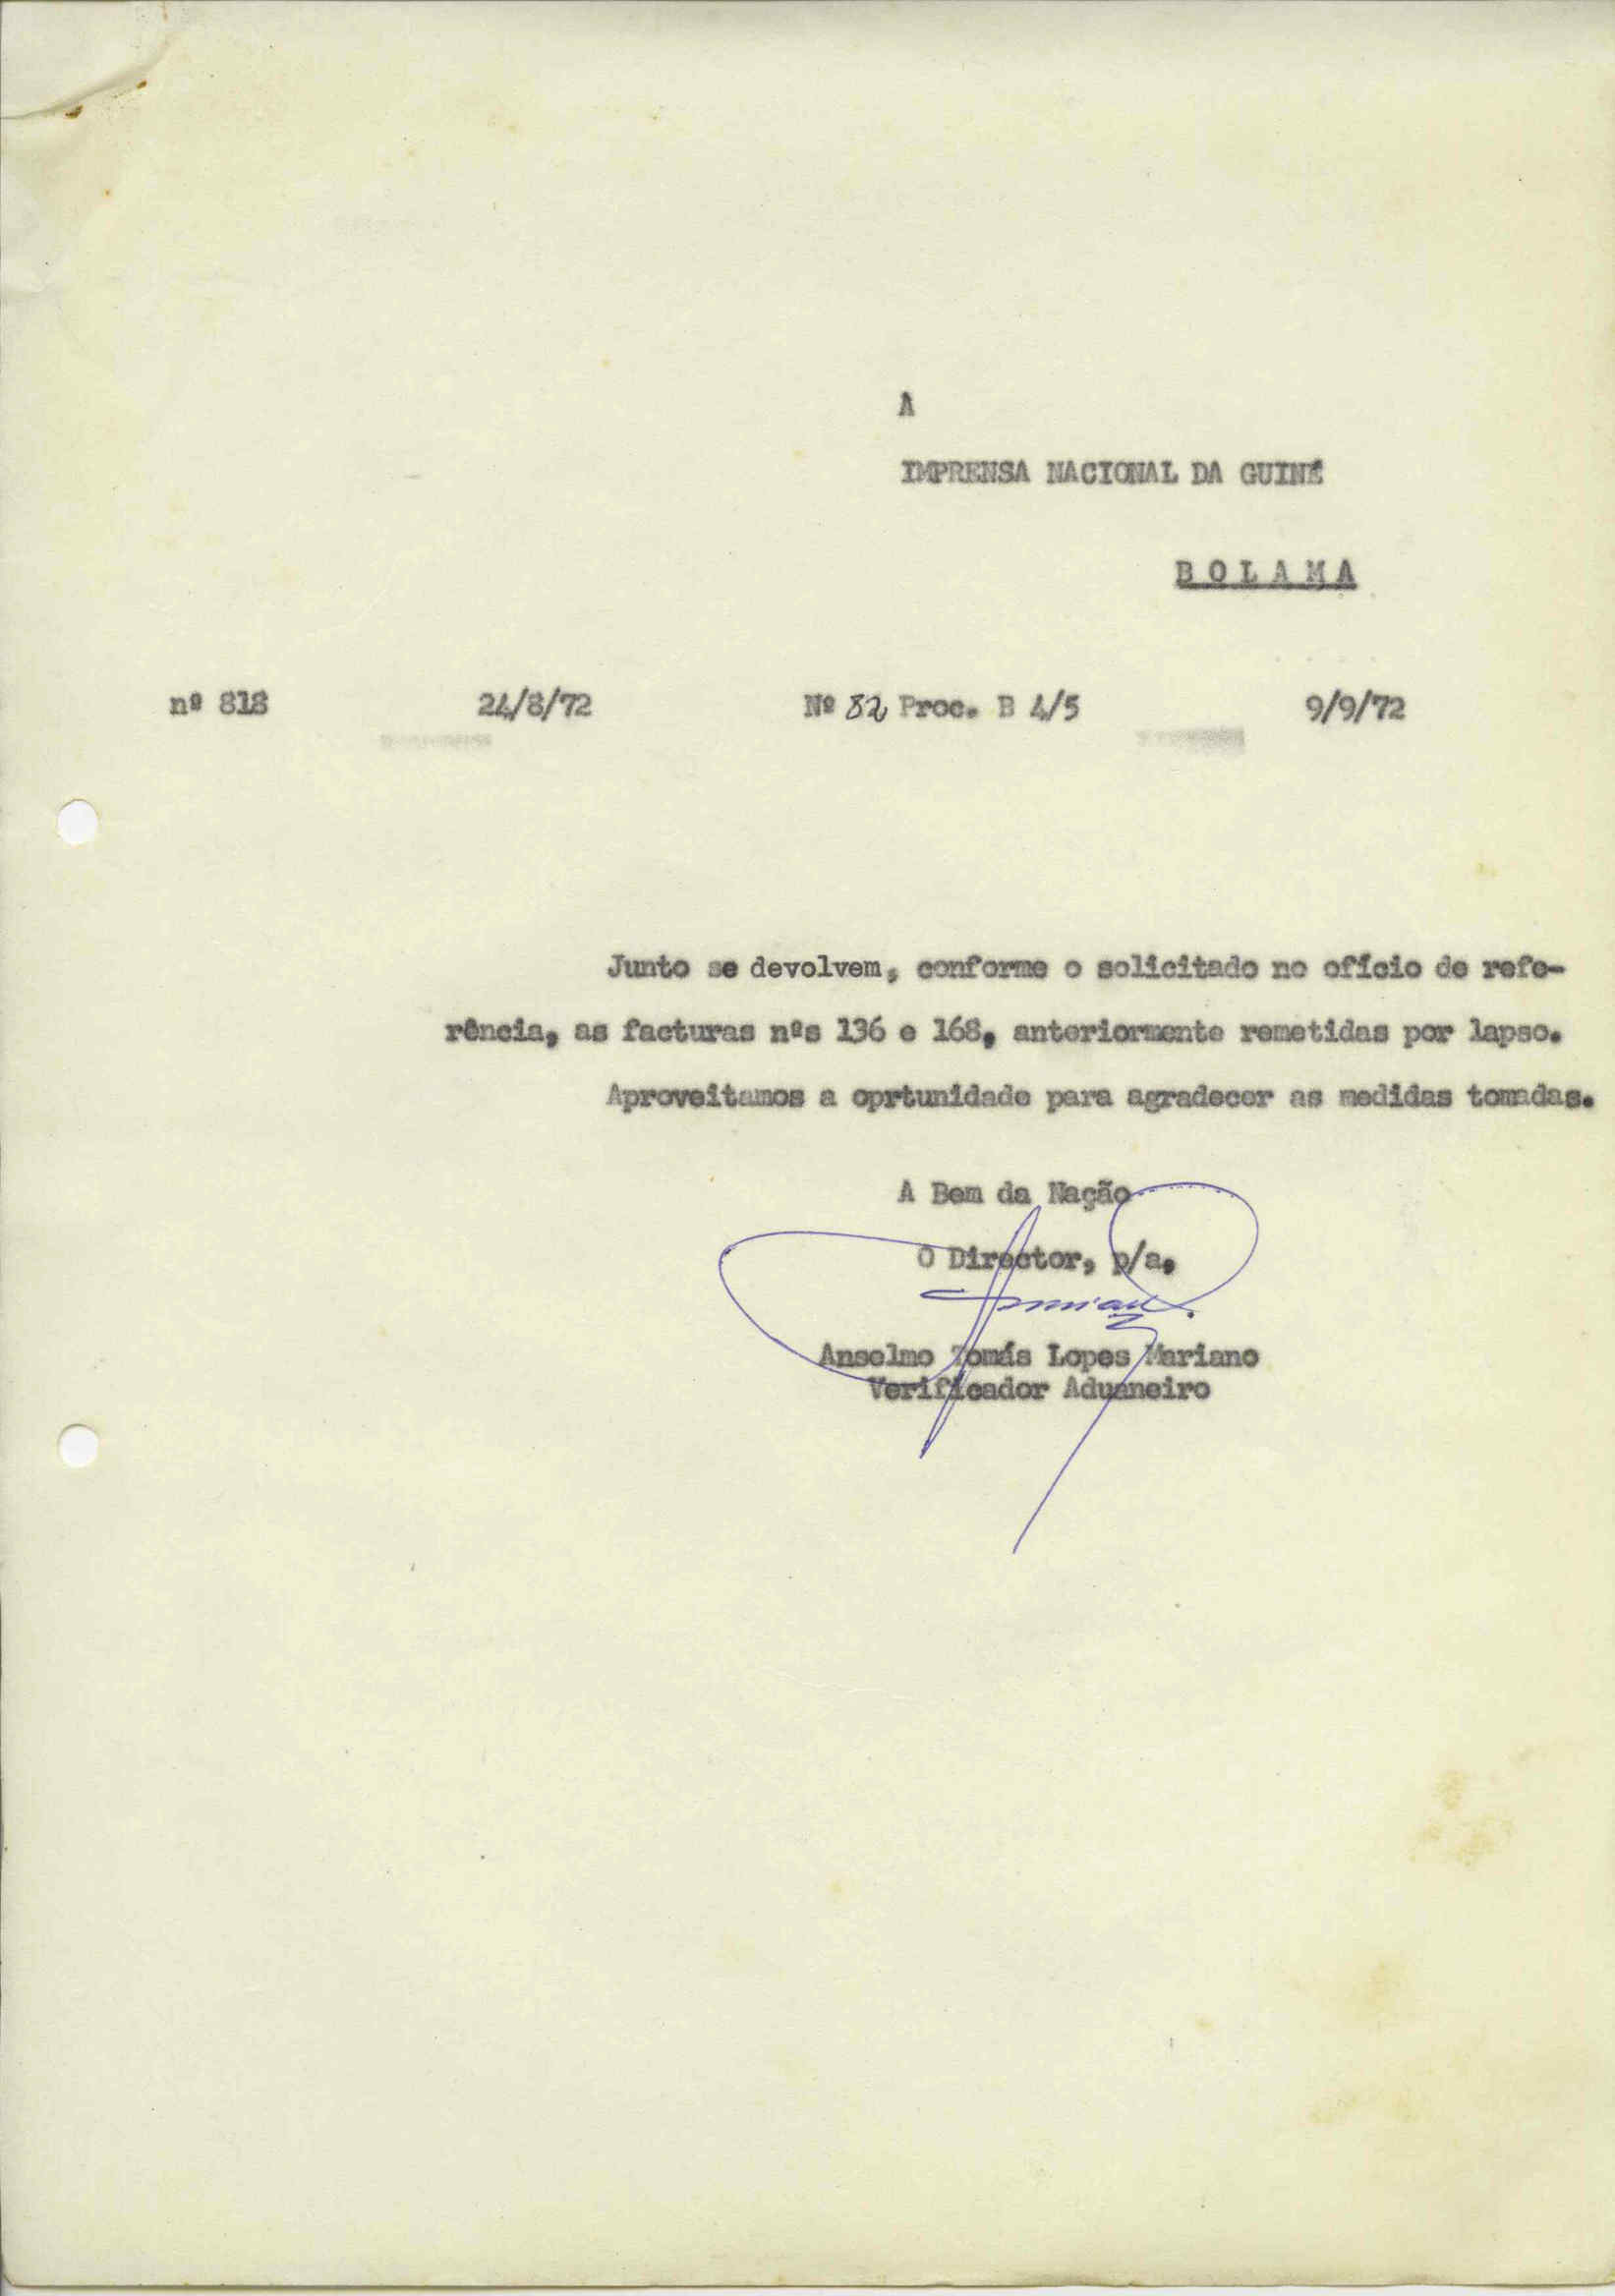 A
IMPRENSA NACIONAL DA GUINÉ
BOLAMA
nº 818 24/8/72 Nº 82 Proc. B 4/5 9/9/72
Junto se devolvem, conforme o solicitado no ofício de refe-
rência, as facturas nºs 136 e 168, anteriormente remetidas por lapso.
Aproveitamos a oprtunidade para agradecer as medidas tomadas.
A Bem da Nação
O Director, p/a,
Anselmo Tomás Lopes Mariano
Verificador Aduaneiro